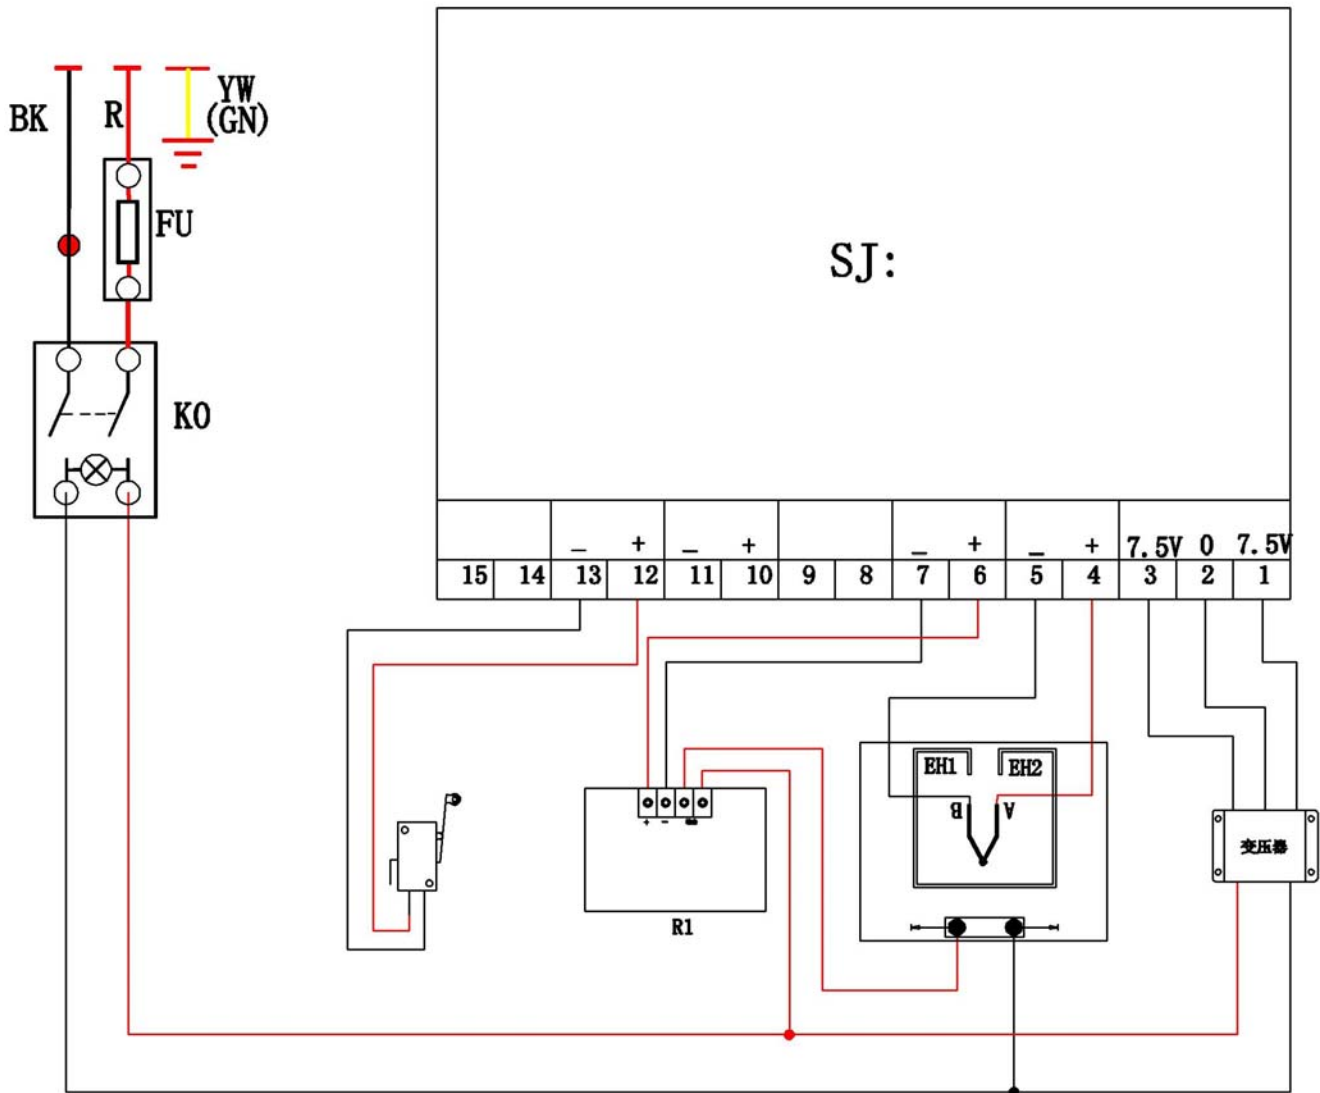 BK
R
YW
(GN)
FU
K0
SJ:
— + — + — + — + 7.5V 0 7.5V
15 14 13 12 11 10 9 8 7 6 5 4 3 2 1
EH1 EH2
B A
变压器
+ −
R1